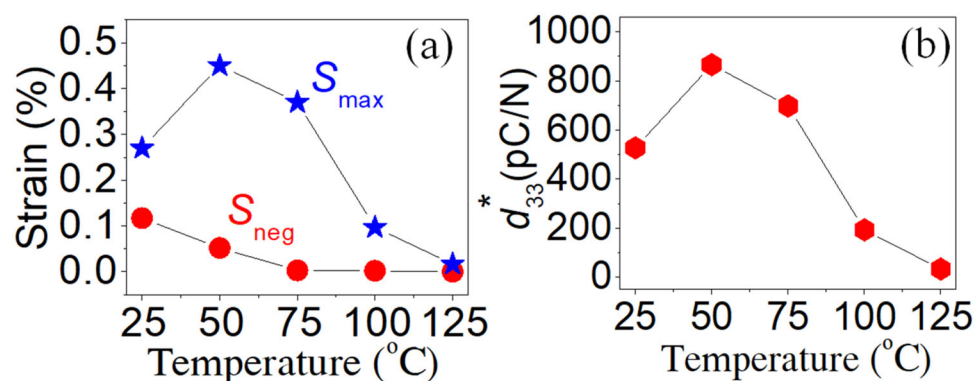 (a)
0.5
0.4
0.3
0.2
0.1
0.0
Strain (%)
S_max
S_neg
25 50 75 100 125
Temperature (°C)
(b)
1000
800
600
400
200
0
d*_33(pC/N)
25 50 75 100 125
Temperature (°C)